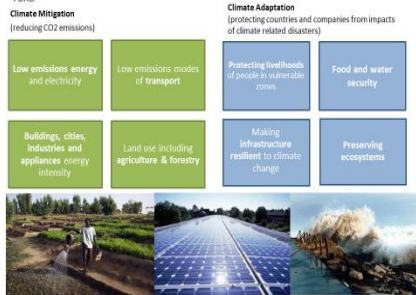 Climate Mitigation
(reducing CO2 emissions)
Low emissions energy
and electricity
Low emissions modes
of transport
Buildings, cities,
industries and
appliances energy
intensity
Land use including
agriculture & forestry
Climate Adaptation
(protecting countries and companies from impacts
of climate related disasters)
Protecting livelihoods
of people in vulnerable
zones
Food and water
security
Making
infrastructure
resilient to climate
change
Preserving
ecosystems